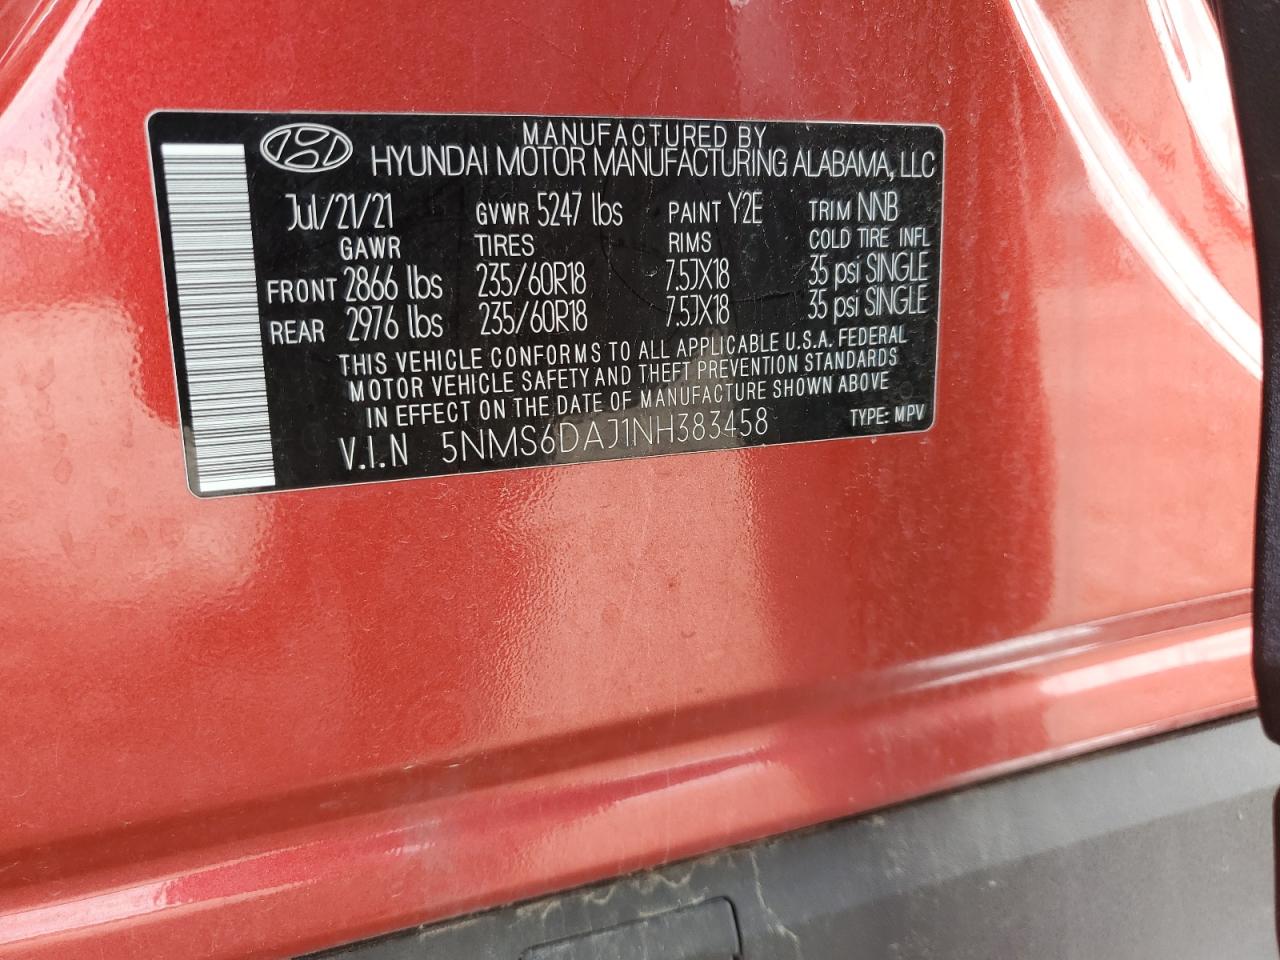 MANUFACTURED BY
HYUNDAI MOTOR MANUFACTURING ALABAMA, LLC
Jul/21/21 GVWR 5247 lbs PAINT Y2E TRIM NNB
GAWR TIRES RIMS COLD TIRE INFL
FRONT 2866 lbs 235/60R18 7.5JX18 35 psi SINGLE
REAR 2976 lbs 235/60R18 7.5JX18 35 psi SINGLE
THIS VEHICLE CONFORMS TO ALL APPLICABLE U.S.A. FEDERAL
MOTOR VEHICLE SAFETY AND THEFT PREVENTION STANDARDS
IN EFFECT ON THE DATE OF MANUFACTURE SHOWN ABOVE
V.I.N 5NMS6DAJ1NH383458 TYPE: MPV